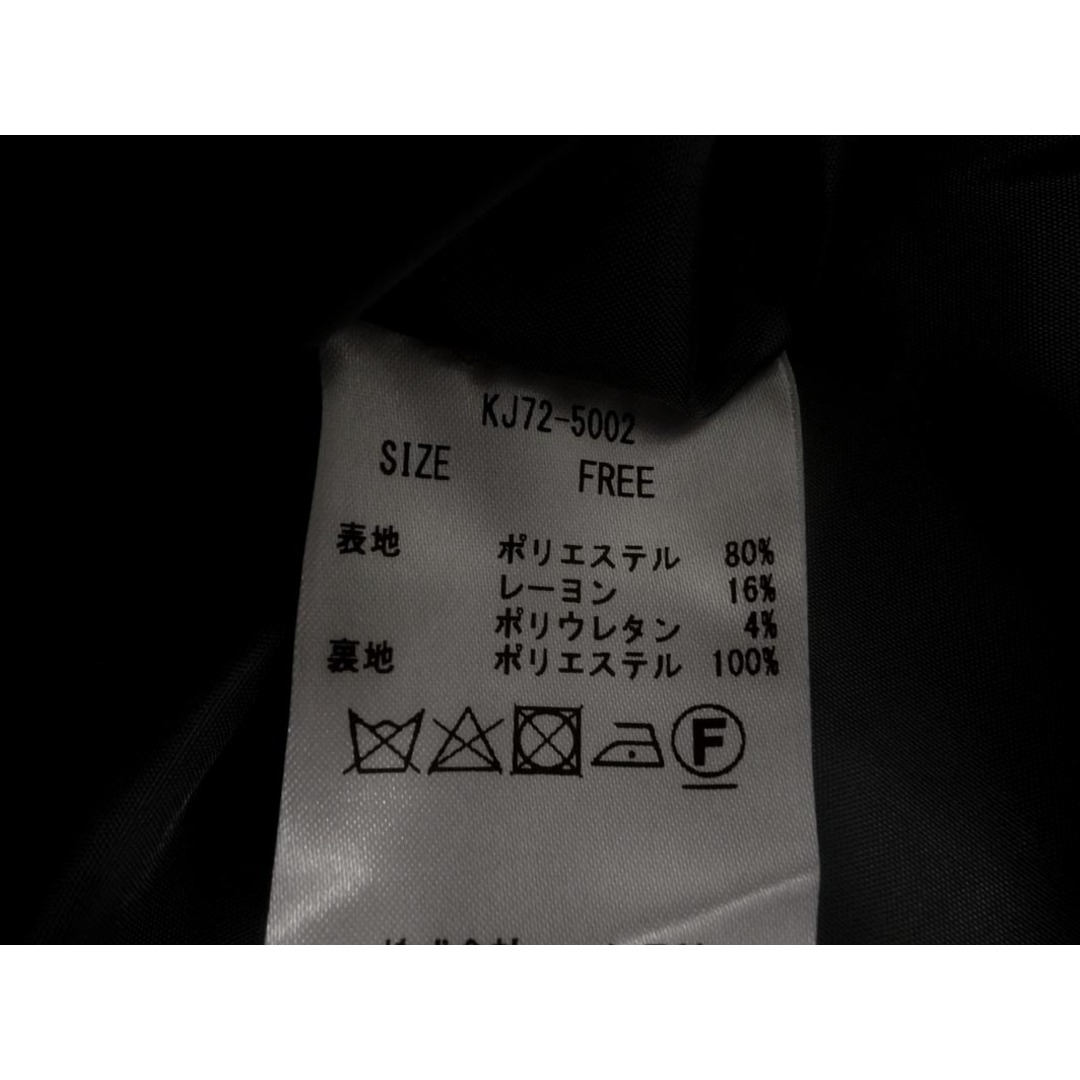 KJ72-5002
SIZE FREE
表地 ポリエステル 80%
レーヨン 16%
ポリウレタン 4%
裏地 ポリエステル 100%
F